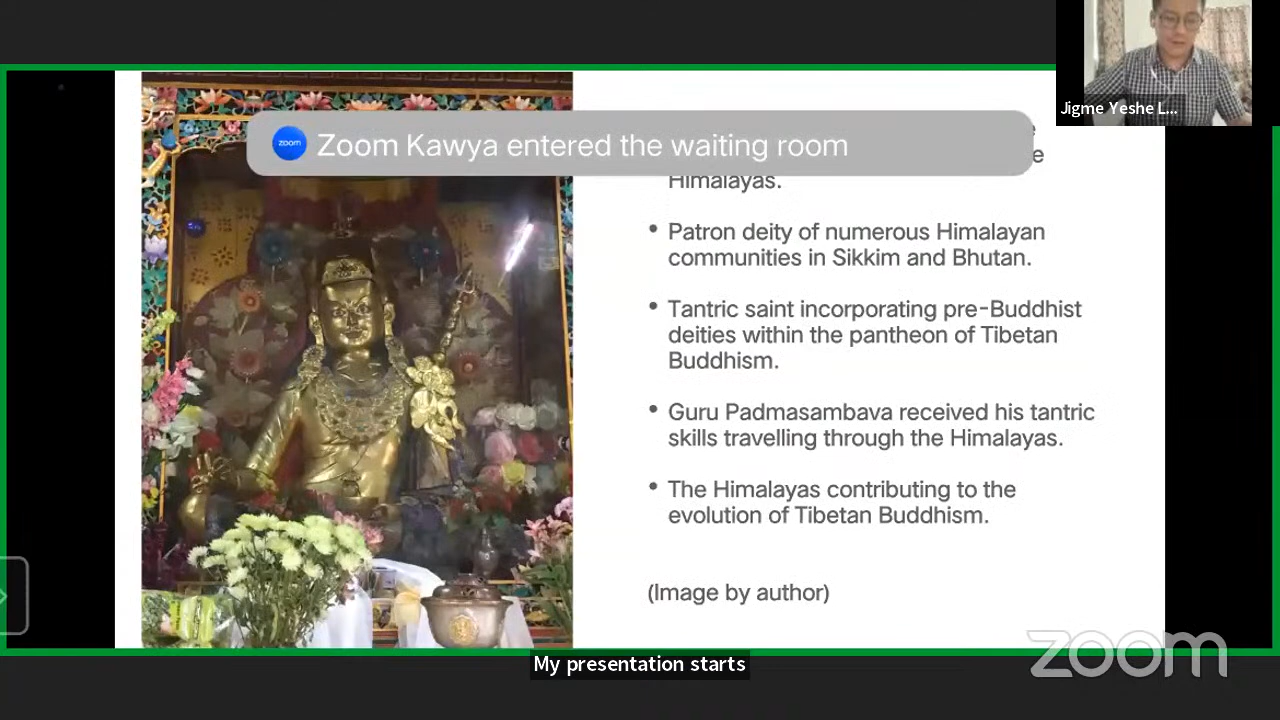 Jigme Yeshe L...
zoom
Zoom Kawya entered the waiting room
e
e
Himalayas.
• Patron deity of numerous Himalayan
communities in Sikkim and Bhutan.
• Tantric saint incorporating pre-Buddhist
deities within the pantheon of Tibetan
Buddhism.
• Guru Padmasambava received his tantric
skills travelling through the Himalayas.
• The Himalayas contributing to the
evolution of Tibetan Buddhism.
(Image by author)
zoom
My presentation starts